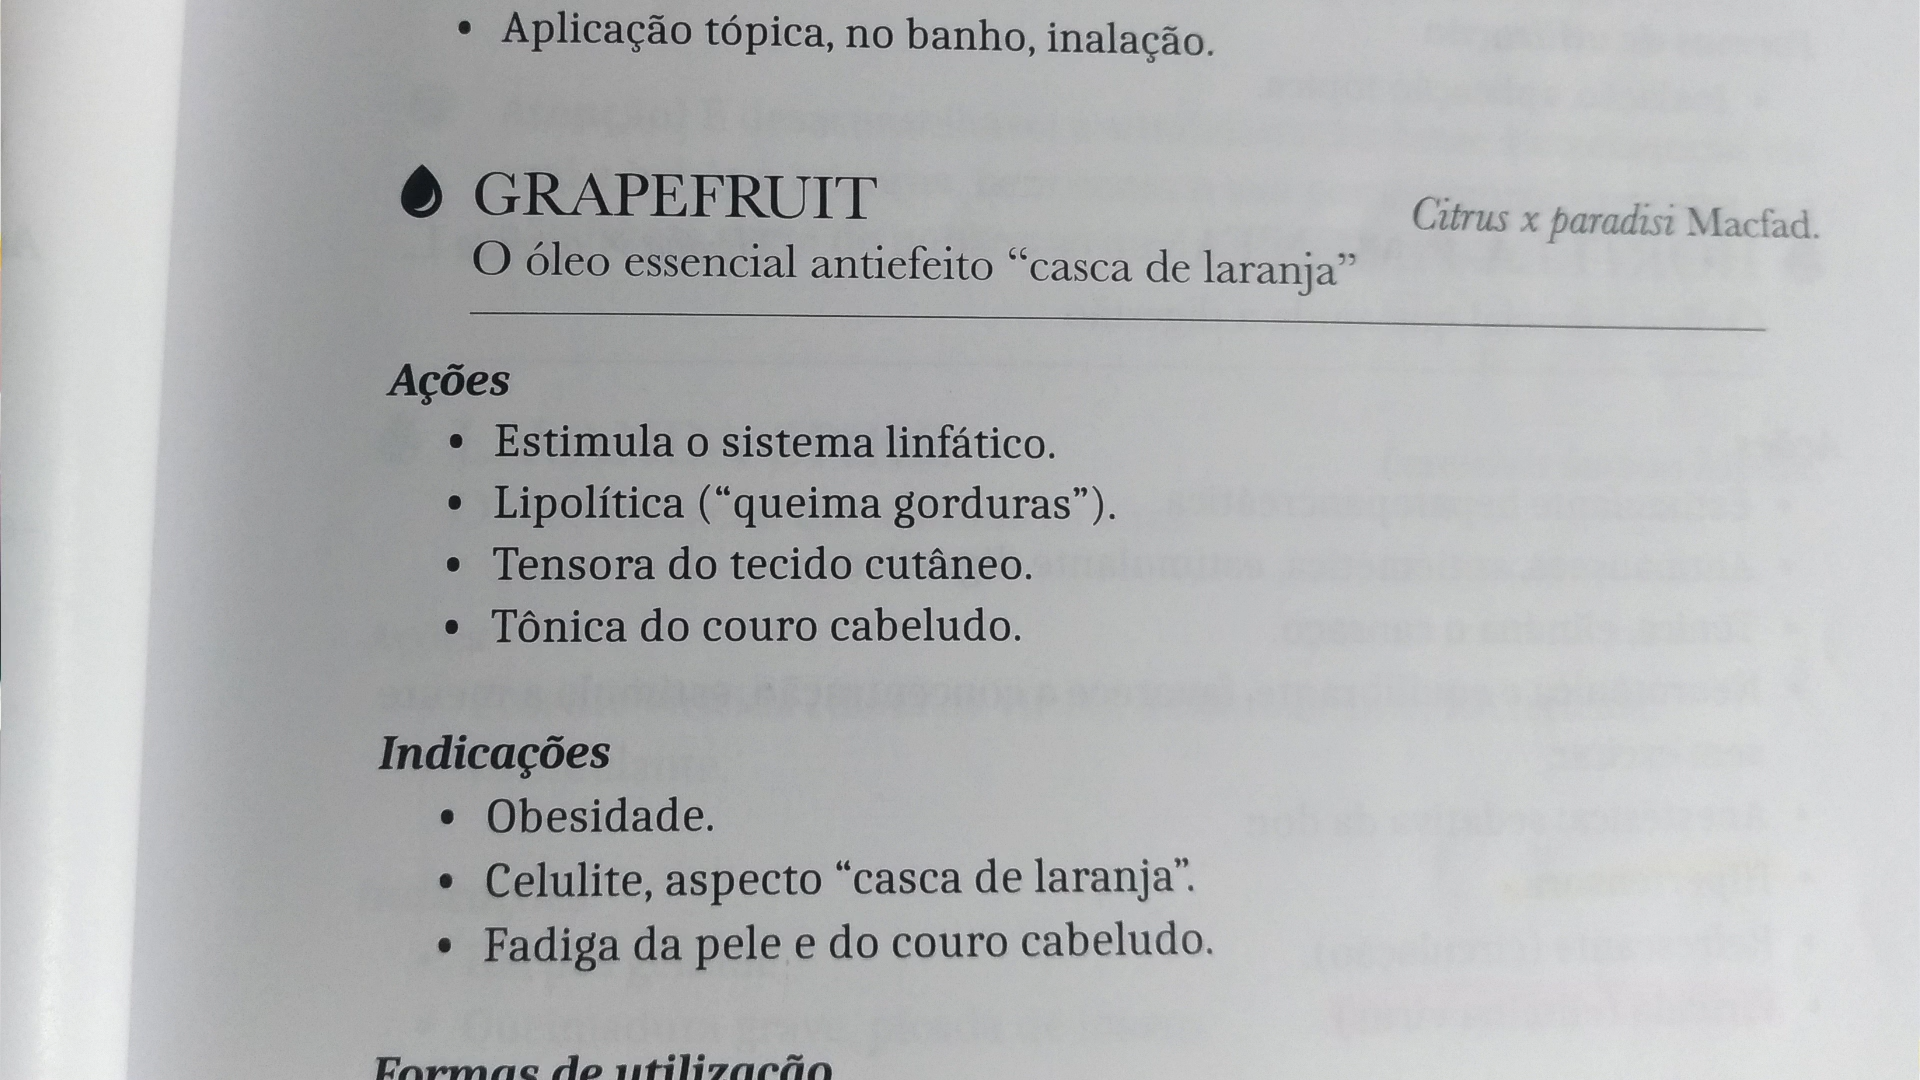 • Aplicação tópica, no banho, inalação.
GRAPEFRUIT
Citrus x paradisi Macfad.
O óleo essencial antiefeito “casca de laranja”
Ações
• Estimula o sistema linfático.
• Lipolítica (“queima gorduras”).
• Tensora do tecido cutâneo.
• Tônica do couro cabeludo.
Indicações
• Obesidade.
• Celulite, aspecto “casca de laranja”.
• Fadiga da pele e do couro cabeludo.
Formas de utilização